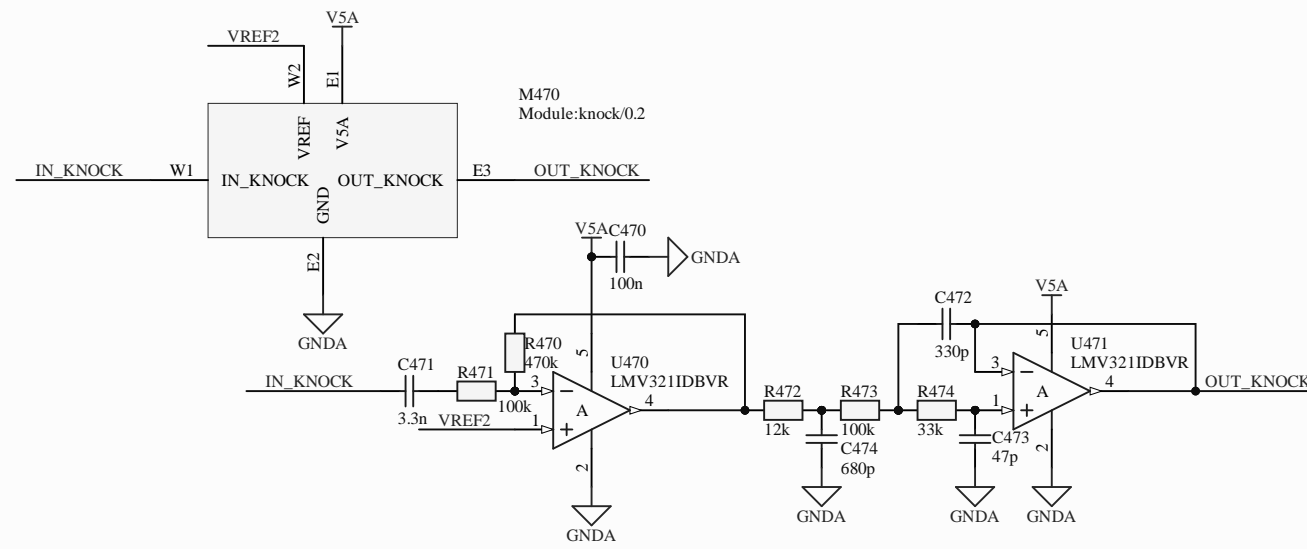 V5A
VREF2
W2
E1
M470
Module:knock/0.2
VREF
V5A
IN_KNOCK
W1
IN_KNOCK
OUT_KNOCK
E3
OUT_KNOCK
GND
E2
GNDA
V5A
C470
100n
GNDA
R470
470k
5
U470
LMV321IDBVR
IN_KNOCK
C471
3.3n
R471
100k
3
A
4
VREF2
1
2
GNDA
R472
12k
C474
680p
GNDA
R473
100k
C472
330p
R474
33k
C473
47p
GNDA
V5A
5
U471
LMV321IDBVR
3
A
1
4
2
GNDA
OUT_KNOCK